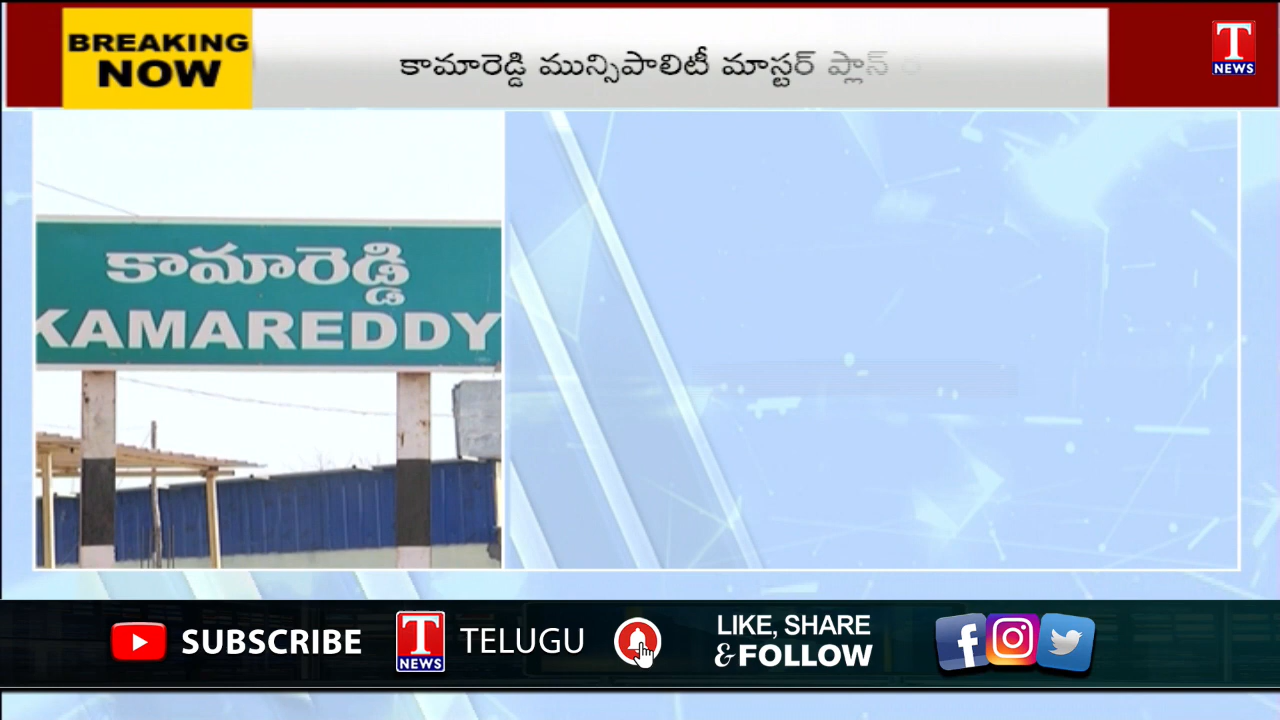 BREAKING
NOW
కామారెడ్డి మున్సిపాలిటీ మాస్టర్ ప్లాన్
T
NEWS
కామారెడ్డి
KAMAREDDY
SUBSCRIBE
T
NEWS
TELUGU
LIKE, SHARE
& FOLLOW